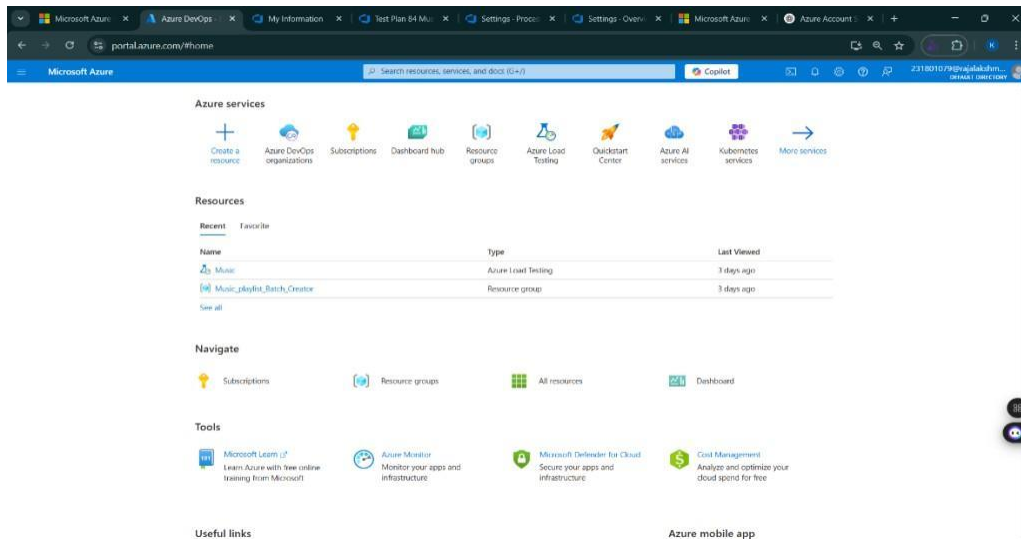 Microsoft Azure
Azure DevOps -
My Information
Test Plan 84 Mu
Settings - Proce
Settings - Overv
Microsoft Azure
Azure Account S
portal.azure.com/#home
Microsoft Azure
Search resources, services, and docs (G+/)
Copilot
231801079@rajalakshm...
DEFAULT DIRECTORY
Azure services
Create a resource
Azure DevOps organizations
Subscriptions
Dashboard hub
Resource groups
Azure Load Testing
Quickstart Center
Azure AI services
Kubernetes services
More services
Resources
Recent Favorite
Name Type Last Viewed
Music Azure Load Testing 3 days ago
Music_playlist_Batch_Creator Resource group 3 days ago
See all
Navigate
Subscriptions Resource groups All resources Dashboard
Tools
Microsoft Learn
Learn Azure with free online
training from Microsoft
Azure Monitor
Monitor your apps and
infrastructure
Microsoft Defender for Cloud
Secure your apps and
infrastructure
Cost Management
Analyze and optimize your
cloud spend for free
Useful links Azure mobile app